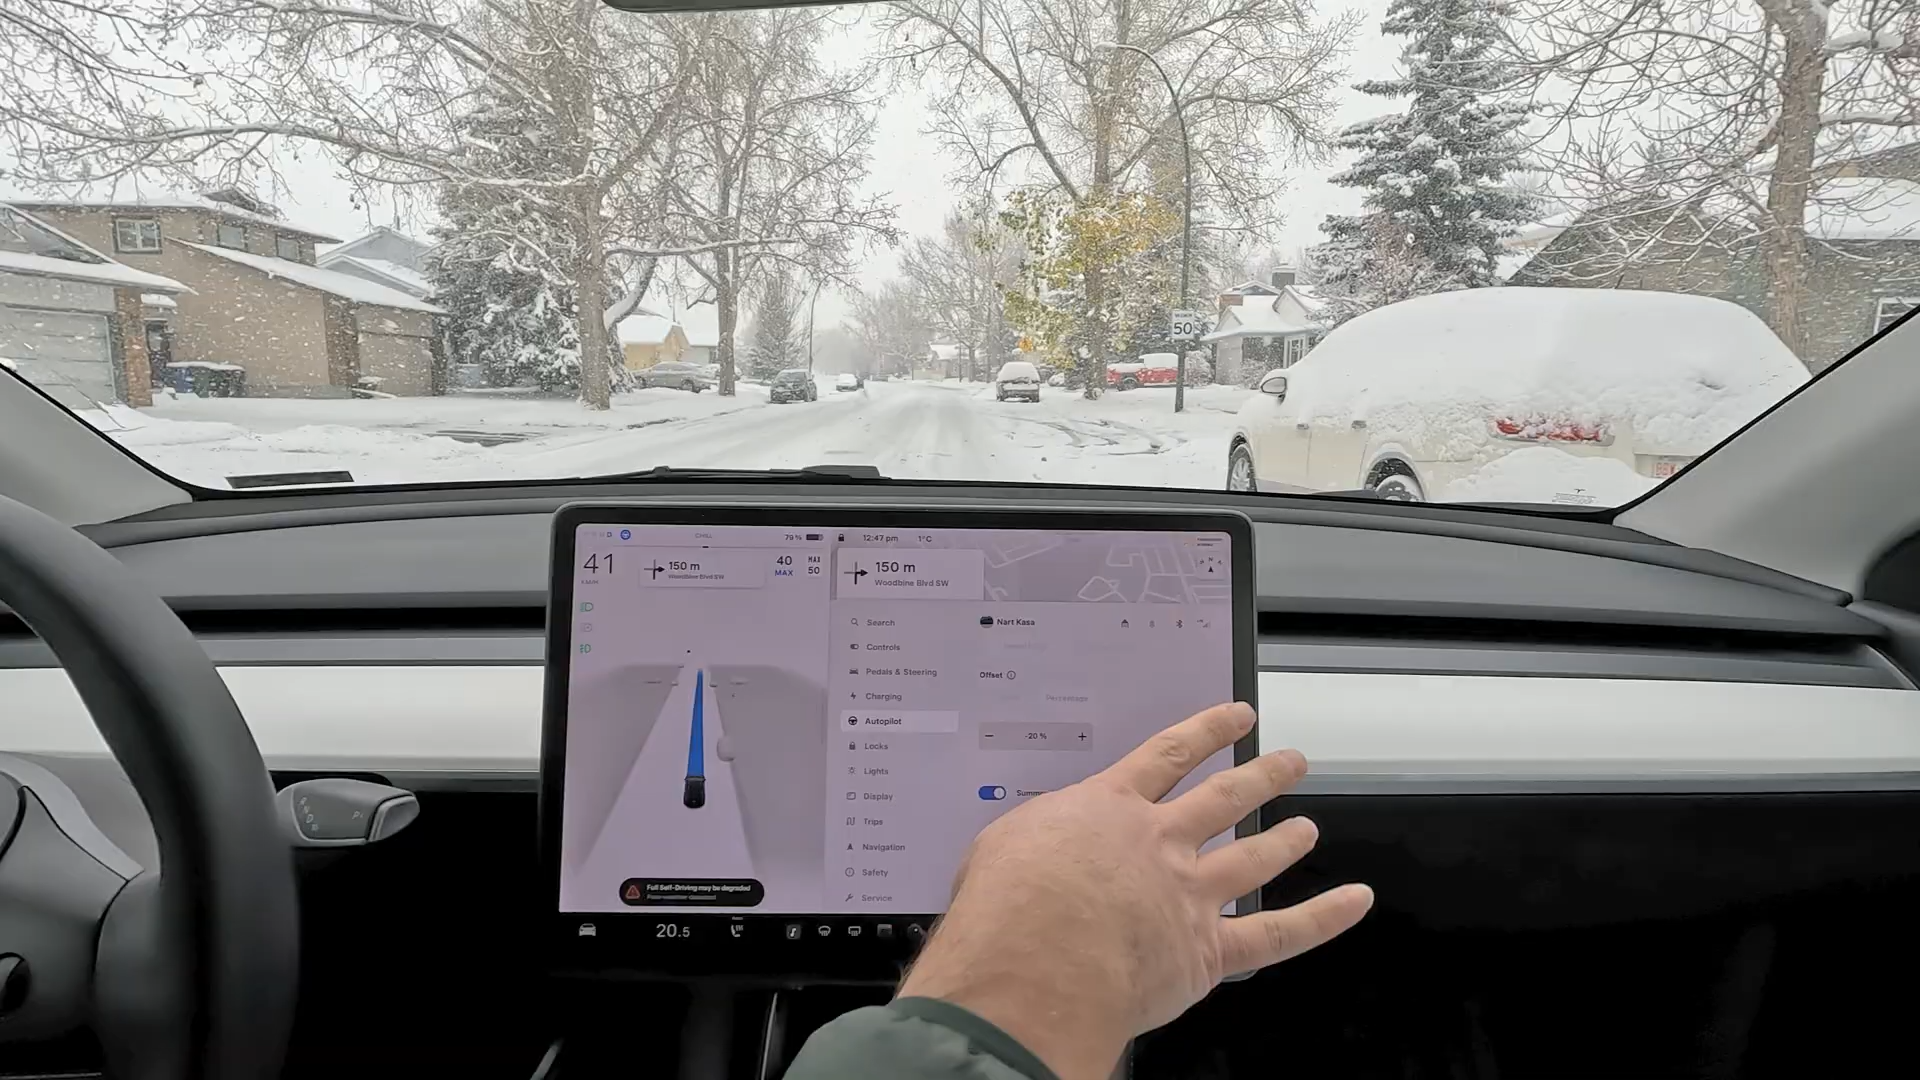 50
D
CHILL
79 %
12:47 pm
1°C
41
KM/H
150 m
Woodbine Blvd SW
40
MAX
MAX
50
150 m
Woodbine Blvd SW
N
Search
Controls
Pedals & Steering
Charging
Autopilot
Locks
Lights
Display
Trips
Navigation
Safety
Service
Nart Kasa
Offset
Percentage
− -20 % +
Full Self-Driving may be degraded
20.5
R
N
D
P